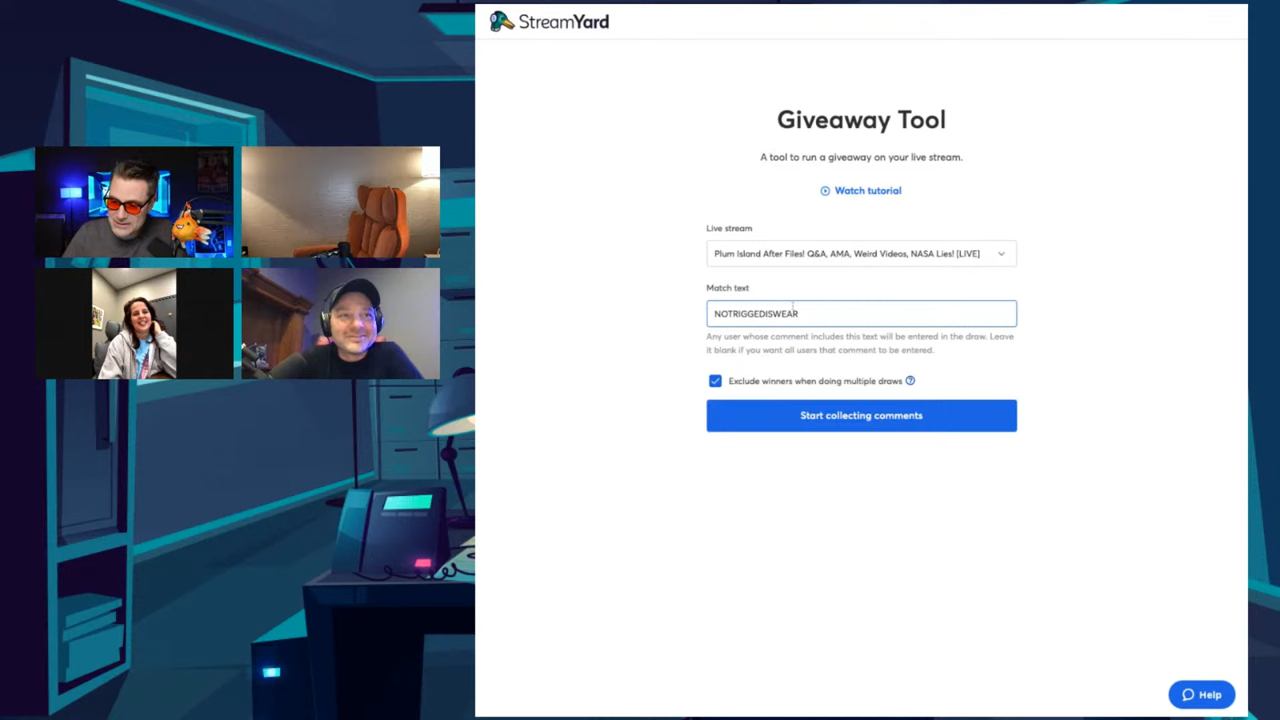 StreamYard
Giveaway Tool
A tool to run a giveaway on your live stream.
Watch tutorial
Live stream
Plum Island After Files! Q&A, AMA, Weird Videos, NASA Lies! [LIVE]
Match text
NOTRIGGEDISWEAR
Any user whose comment includes this text will be entered in the draw. Leave
it blank if you want all users that comment to be entered.
Exclude winners when doing multiple draws
Start collecting comments
Help